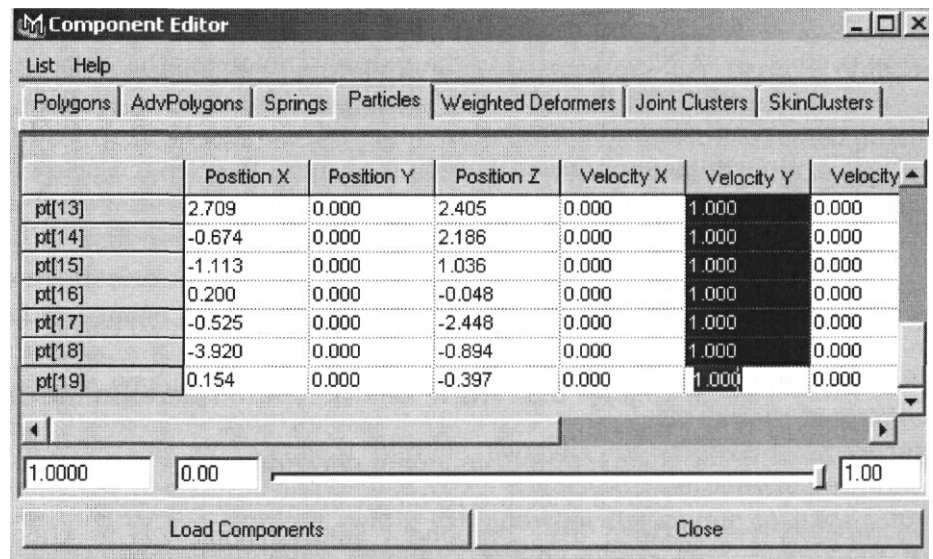 Component Editor
List Help
Polygons AdvPolygons Springs Particles Weighted Deformers Joint Clusters SkinClusters
Position X Position Y Position Z Velocity X Velocity Y Velocity
pt[13] 2.709 0.000 2.405 0.000 1.000 0.000
pt[14] -0.674 0.000 2.186 0.000 1.000 0.000
pt[15] -1.113 0.000 1.036 0.000 1.000 0.000
pt[16] 0.200 0.000 -0.048 0.000 1.000 0.000
pt[17] -0.525 0.000 -2.448 0.000 1.000 0.000
pt[18] -3.920 0.000 -0.894 0.000 1.000 0.000
pt[19] 0.154 0.000 -0.397 0.000 1.000 0.000
1.0000 0.00 1.00
Load Components Close